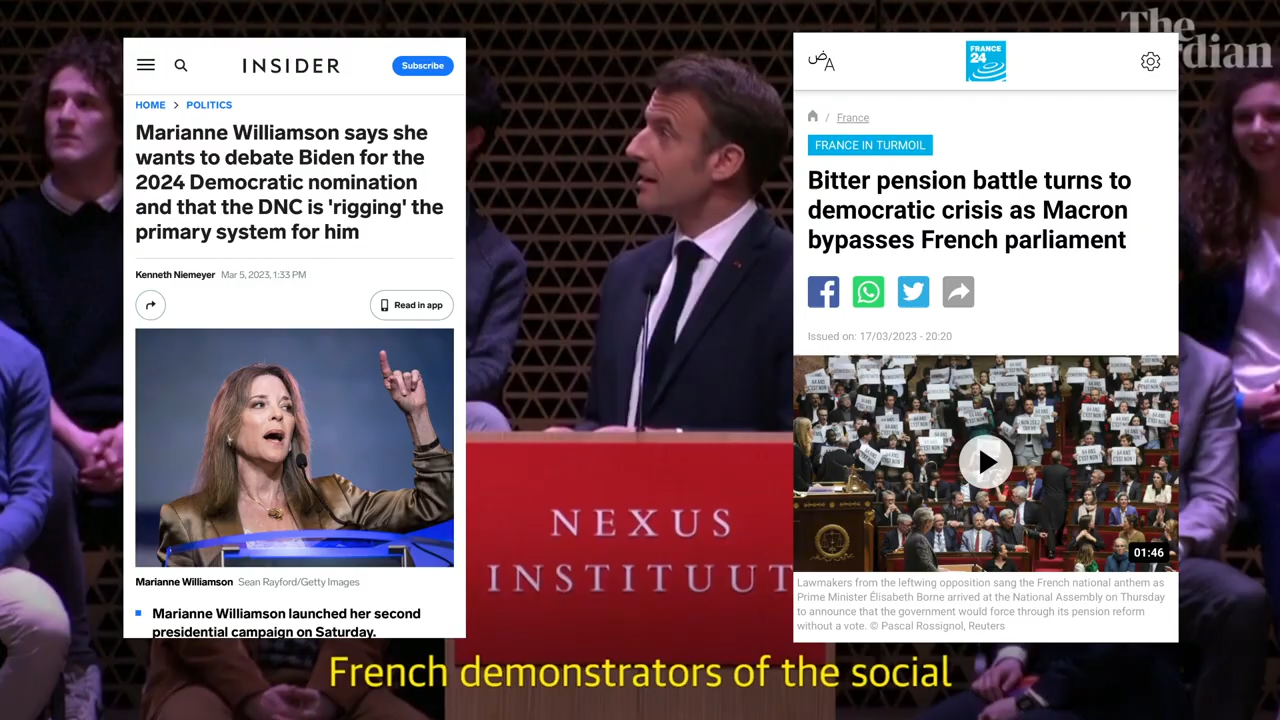 The
rdian
INSIDER
Subscribe
HOME > POLITICS
Marianne Williamson says she
wants to debate Biden for the
2024 Democratic nomination
and that the DNC is 'rigging' the
primary system for him
Kenneth Niemeyer Mar 5, 2023, 1:33 PM
Read in app
Marianne Williamson Sean Rayford/Getty Images
Marianne Williamson launched her second
presidential campaign on Saturday.
ض/A
FRANCE
24
/ France
FRANCE IN TURMOIL
Bitter pension battle turns to
democratic crisis as Macron
bypasses French parliament
Issued on: 17/03/2023 - 20:20
64 ANS
C'EST NON !
01:46
Lawmakers from the leftwing opposition sang the French national anthem as
Prime Minister Élisabeth Borne arrived at the National Assembly on Thursday
to announce that the government would force through its pension reform
without a vote. © Pascal Rossignol, Reuters
NEXUS
INSTITUUT
French demonstrators of the social